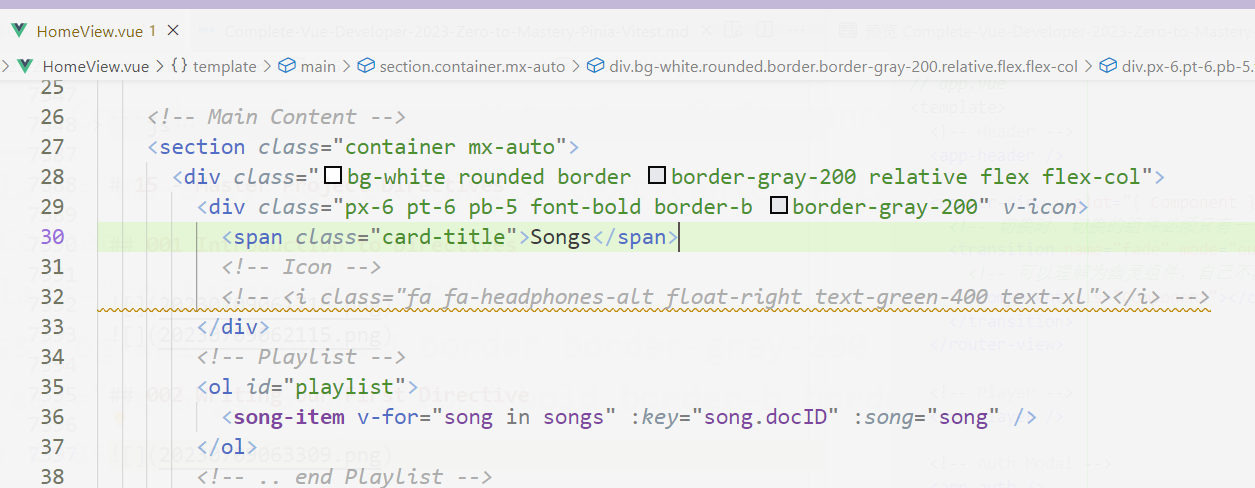 HomeView.vue 1 ×
Complete-Vue-Developer-2023-Zero-to-Mastery-Pinia-Vitest.md
> HomeView.vue > {} template > main > section.container.mx-auto > div.bg-white.rounded.border.border-gray-200.relative.flex.flex-col > div.px-6.pt-6.pb-5.
25
26 <!-- Main Content -->
27 <section class="container mx-auto">
28 <div class="bg-white rounded border border-gray-200 relative flex flex-col">
29 <div class="px-6 pt-6 pb-5 font-bold border-b border-gray-200" v-icon>
30 <span class="card-title">Songs</span>
31 <!-- Icon -->
32 <!-- <i class="fa fa-headphones-alt float-right text-green-400 text-xl"></i> -->
33 </div>
34 <!-- Playlist -->
35 <ol id="playlist">
36 <song-item v-for="song in songs" :key="song.docID" :song="song" />
37 </ol>
38 <!-- .. end Playlist -->